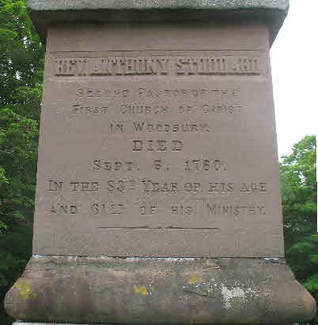 REV. ANTHONY STODDARD
SECOND PASTOR OF THE
FIRST CHURCH OF CHRIST
IN WOODBURY.
DIED
SEPT. 6, 1760.
IN THE 83RD YEAR OF HIS AGE
AND 61ST OF HIS MINISTRY.